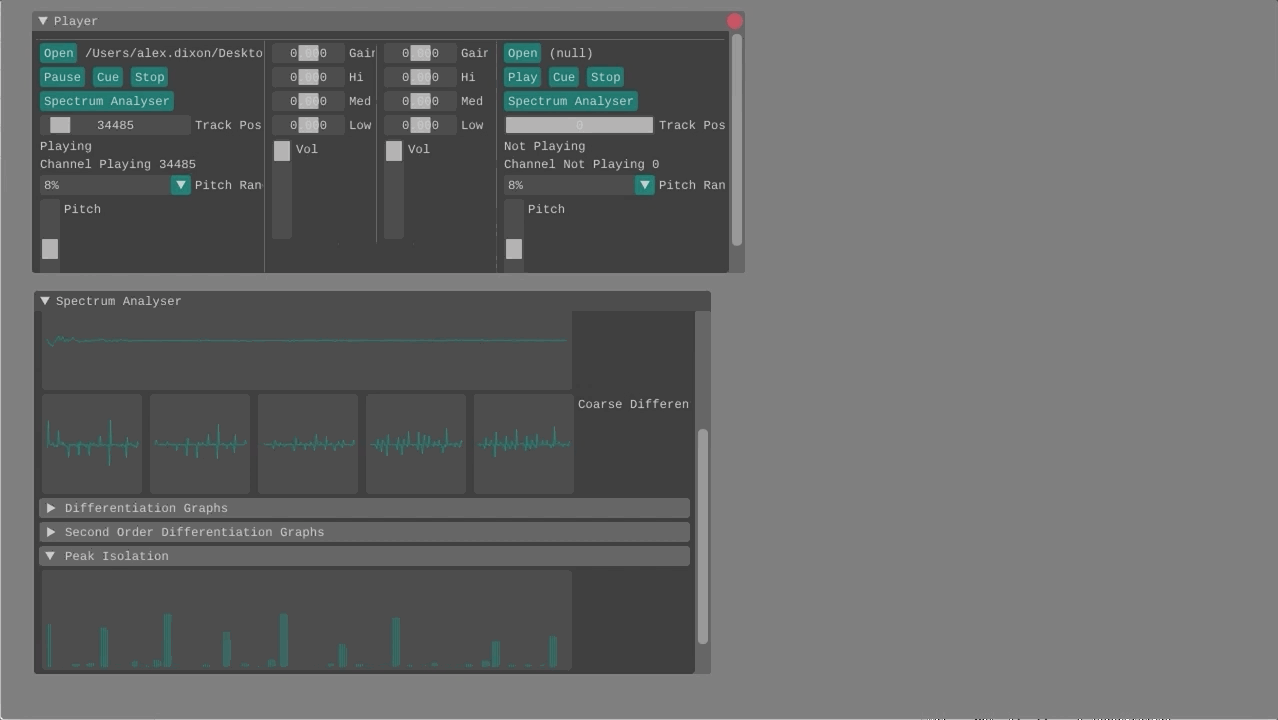 Player
Open /Users/alex.dixon/Deskto 0.000 Gain 0.000 Gain Open (null)
Pause Cue Stop 0.000 Hi 0.000 Hi Play Cue Stop
Spectrum Analyser 0.000 Med 0.000 Med Spectrum Analyser
34485 Track Pos 0.000 Low 0.000 Low 0 Track Pos
Playing Vol Vol Not Playing
Channel Playing 34485 Channel Not Playing 0
8% Pitch Ran 8% Pitch Ran
Pitch Pitch
Spectrum Analyser
Coarse Differen
Differentiation Graphs
Second Order Differentiation Graphs
Peak Isolation